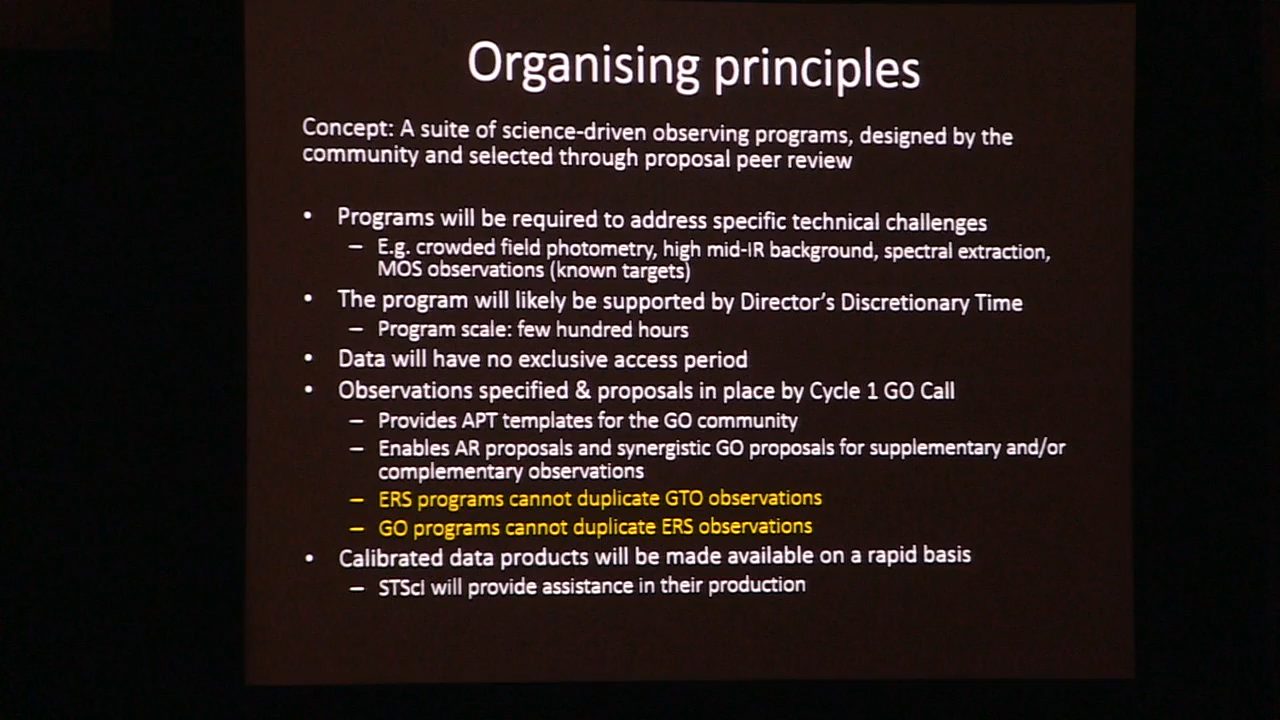 Organising principles
Concept: A suite of science-driven observing programs, designed by the
community and selected through proposal peer review
• Programs will be required to address specific technical challenges
– E.g. crowded field photometry, high mid-IR background, spectral extraction,
MOS observations (known targets)
• The program will likely be supported by Director's Discretionary Time
– Program scale: few hundred hours
• Data will have no exclusive access period
• Observations specified & proposals in place by Cycle 1 GO Call
– Provides APT templates for the GO community
– Enables AR proposals and synergistic GO proposals for supplementary and/or
complementary observations
– ERS programs cannot duplicate GTO observations
– GO programs cannot duplicate ERS observations
• Calibrated data products will be made available on a rapid basis
– STScI will provide assistance in their production